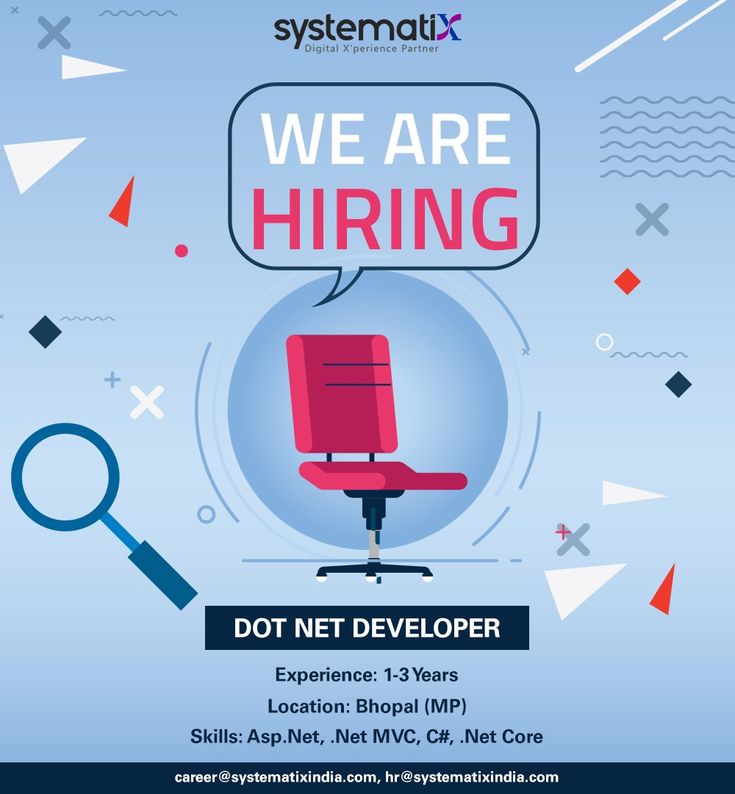 systematiX
Digital X'perience Partner
WE ARE
HIRING
DOT NET DEVELOPER
Experience: 1-3 Years
Location: Bhopal (MP)
Skills: Asp.Net, .Net MVC, C#, .Net Core
career@systematixindia.com, hr@systematixindia.com